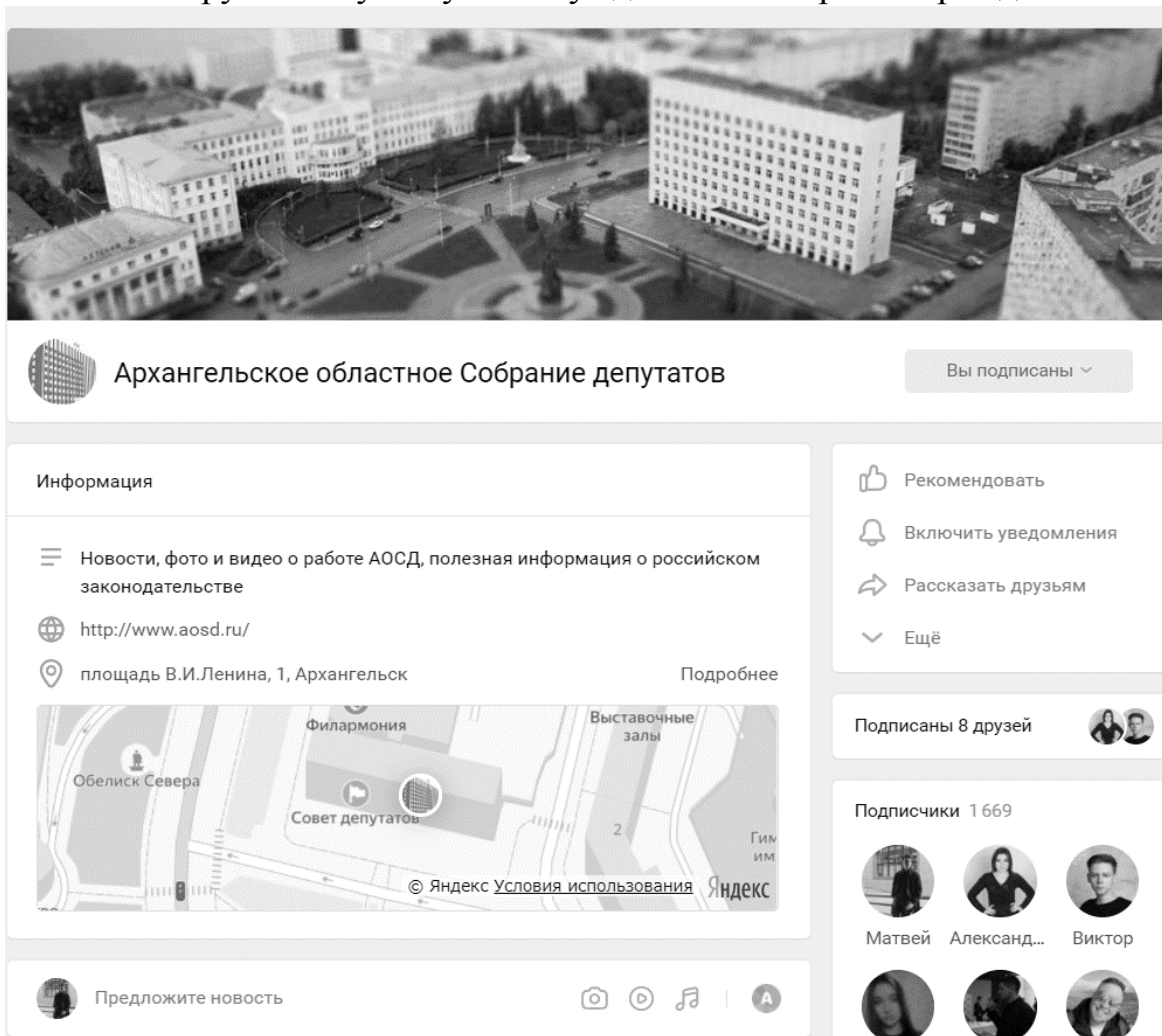 Архангельское областное Собрание депутатов
Вы подписаны
Информация
Новости, фото и видео о работе АОСД, полезная информация о российском
законодательстве
http://www.aosd.ru/
площадь В.И.Ленина, 1, Архангельск
Подробнее
Филармония
Выставочные
залы
Обелиск Севера
Совет депутатов
2
Гим
им
© Яндекс Условия использования
Яндекс
Предложите новость
А
Рекомендовать
Включить уведомления
Рассказать друзьям
Ещё
Подписаны 8 друзей
Подписчики 1 669
Матвей Александ... Виктор